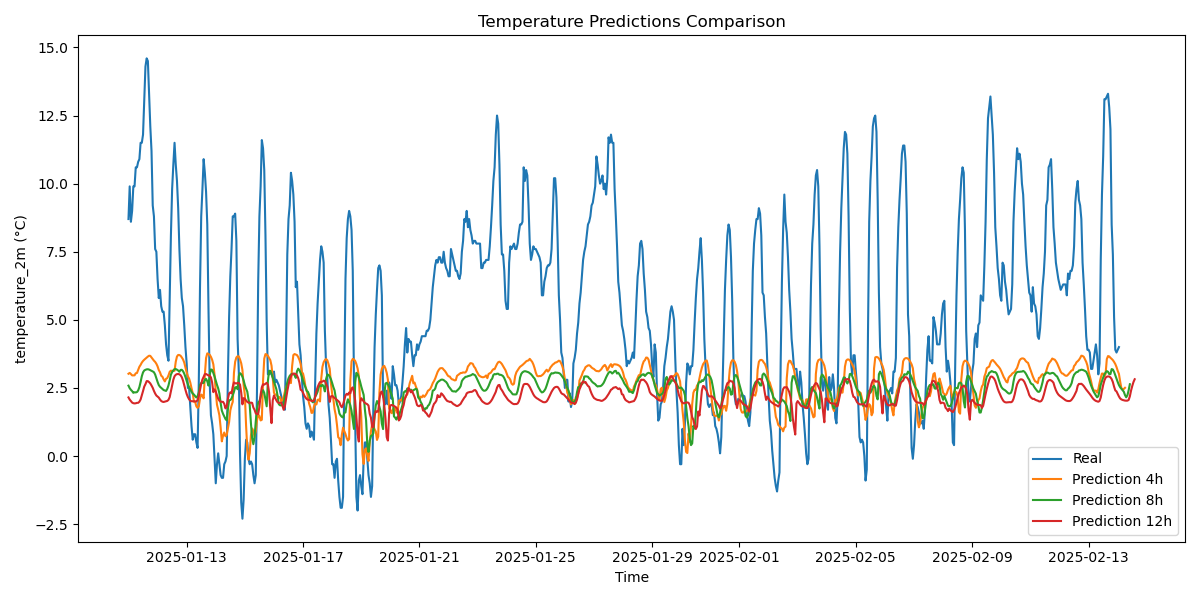 Temperature Predictions Comparison
temperature_2m (°C)
15.0
12.5
10.0
7.5
5.0
2.5
0.0
−2.5
2025-01-13
2025-01-17
2025-01-21
2025-01-25
2025-01-29
2025-02-01
2025-02-05
2025-02-09
2025-02-13
Time
Real
Prediction 4h
Prediction 8h
Prediction 12h